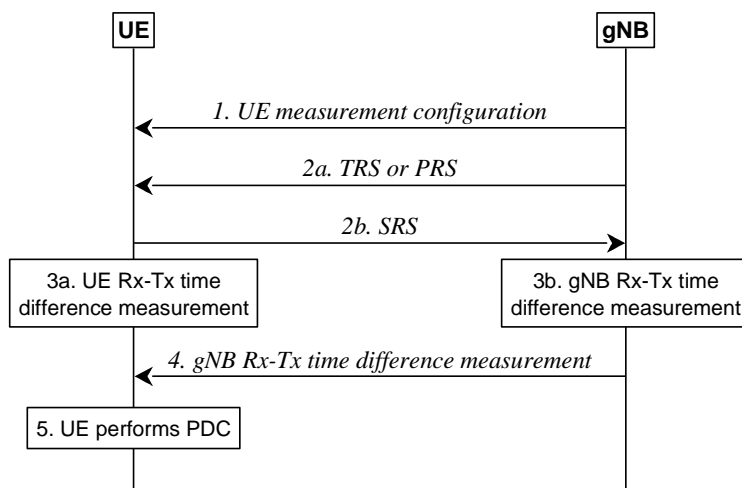 UE
gNB
1. UE measurement configuration
2a. TRS or PRS
2b. SRS
3a. UE Rx-Tx time
difference measurement
3b. gNB Rx-Tx time
difference measurement
4. gNB Rx-Tx time difference measurement
5. UE performs PDC